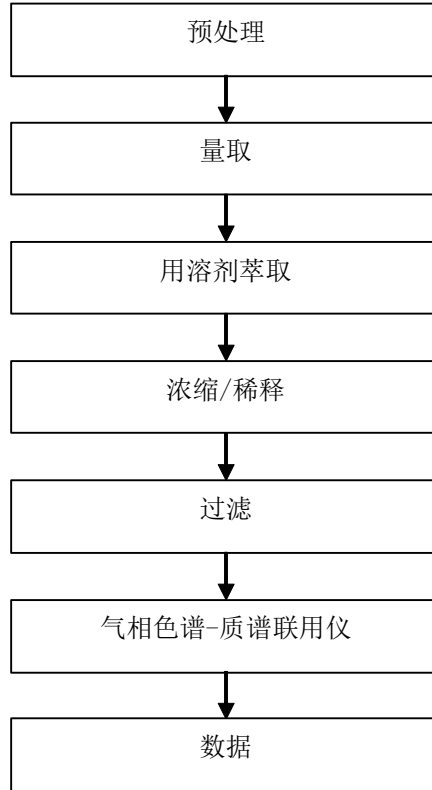 预处理
量取
用溶剂萃取
浓缩/稀释
过滤
气相色谱-质谱联用仪
数据